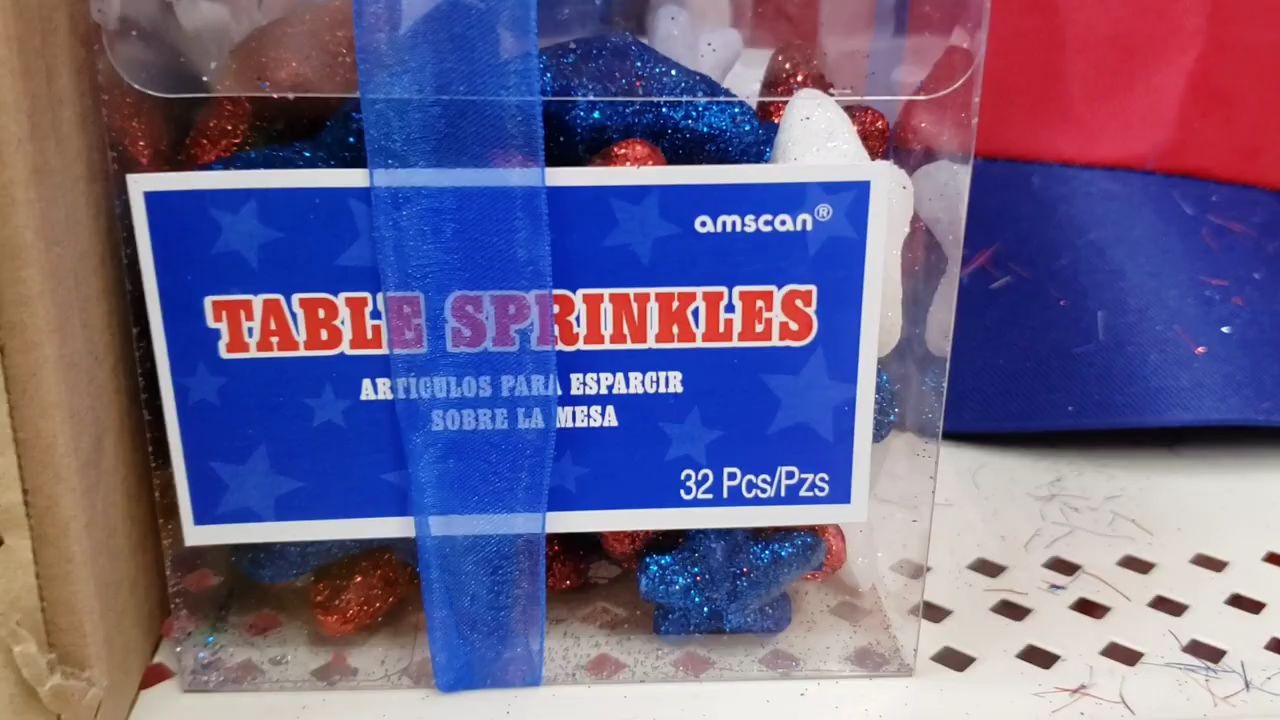 amscan®
TABLE SPRINKLES
ARTICULOS PARA ESPARCIR
SOBRE LA MESA
32 Pcs/Pzs